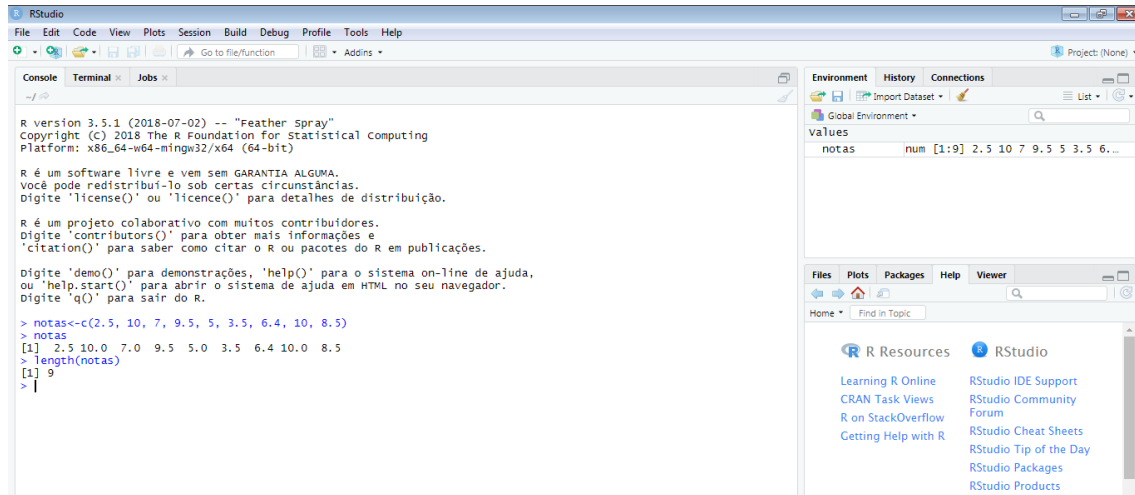 RStudio
File Edit Code View Plots Session Build Debug Profile Tools Help
Go to file/function Addins Project: (None)
Console Terminal Jobs
~/
R version 3.5.1 (2018-07-02) -- "Feather Spray"
Copyright (C) 2018 The R Foundation for Statistical Computing
Platform: x86_64-w64-mingw32/x64 (64-bit)
R é um software livre e vem sem GARANTIA ALGUMA.
Você pode redistribuí-lo sob certas circunstâncias.
Digite 'license()' ou 'licence()' para detalhes de distribuição.
R é um projeto colaborativo com muitos contribuidores.
Digite 'contributors()' para obter mais informações e
'citation()' para saber como citar o R ou pacotes do R em publicações.
Digite 'demo()' para demonstrações, 'help()' para o sistema on-line de ajuda,
ou 'help.start()' para abrir o sistema de ajuda em HTML no seu navegador.
Digite 'q()' para sair do R.
> notas<-c(2.5, 10, 7, 9.5, 5, 3.5, 6.4, 10, 8.5)
> notas
[1] 2.5 10.0 7.0 9.5 5.0 3.5 6.4 10.0 8.5
> length(notas)
[1] 9
>
Environment History Connections
Import Dataset List
Global Environment
Values
notas num [1:9] 2.5 10 7 9.5 5 3.5 6...
Files Plots Packages Help Viewer
Home Find in Topic
R Resources
Learning R Online
CRAN Task Views
R on StackOverflow
Getting Help with R
RStudio
RStudio IDE Support
RStudio Community
Forum
RStudio Cheat Sheets
RStudio Tip of the Day
RStudio Packages
RStudio Products